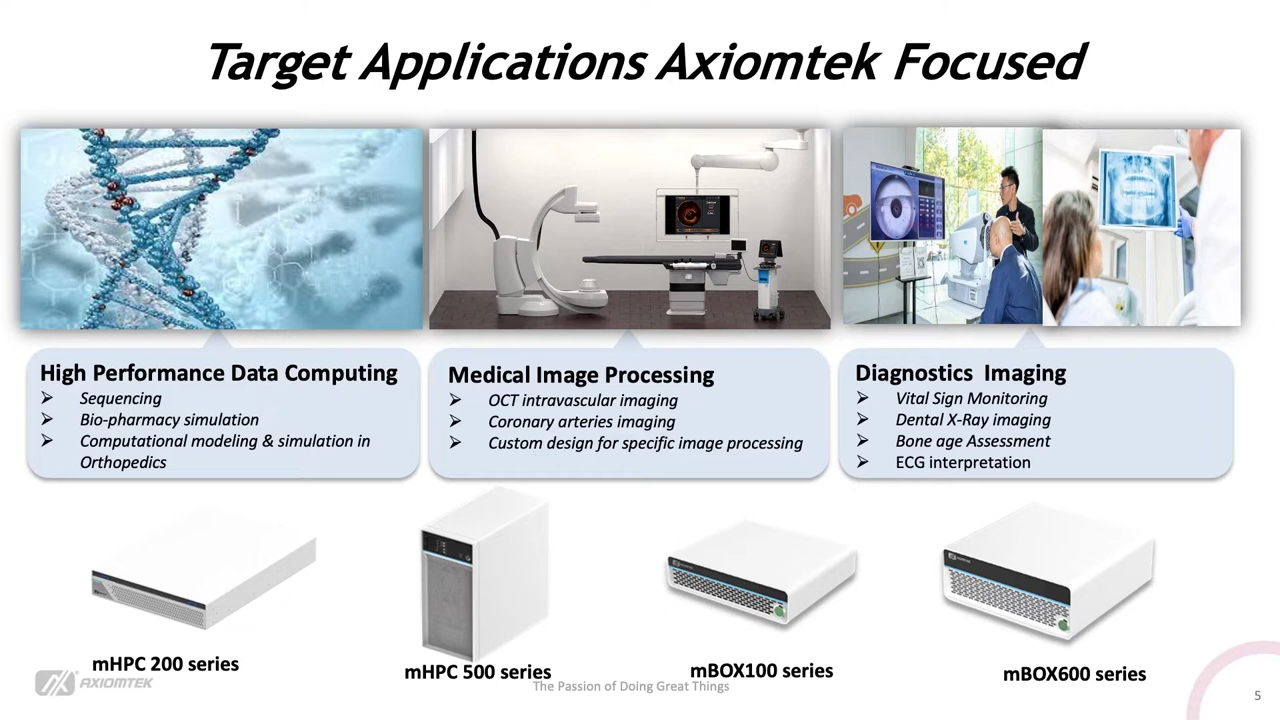 Target Applications Axiomtek Focused
High Performance Data Computing
➢ Sequencing
➢ Bio-pharmacy simulation
➢ Computational modeling & simulation in
Orthopedics
Medical Image Processing
➢ OCT intravascular imaging
➢ Coronary arteries imaging
➢ Custom design for specific image processing
Diagnostics Imaging
➢ Vital Sign Monitoring
➢ Dental X-Ray imaging
➢ Bone age Assessment
➢ ECG interpretation
mHPC 200 series
mHPC 500 series
mBOX100 series
mBOX600 series
AXIOMTEK
The Passion of Doing Great Things
5